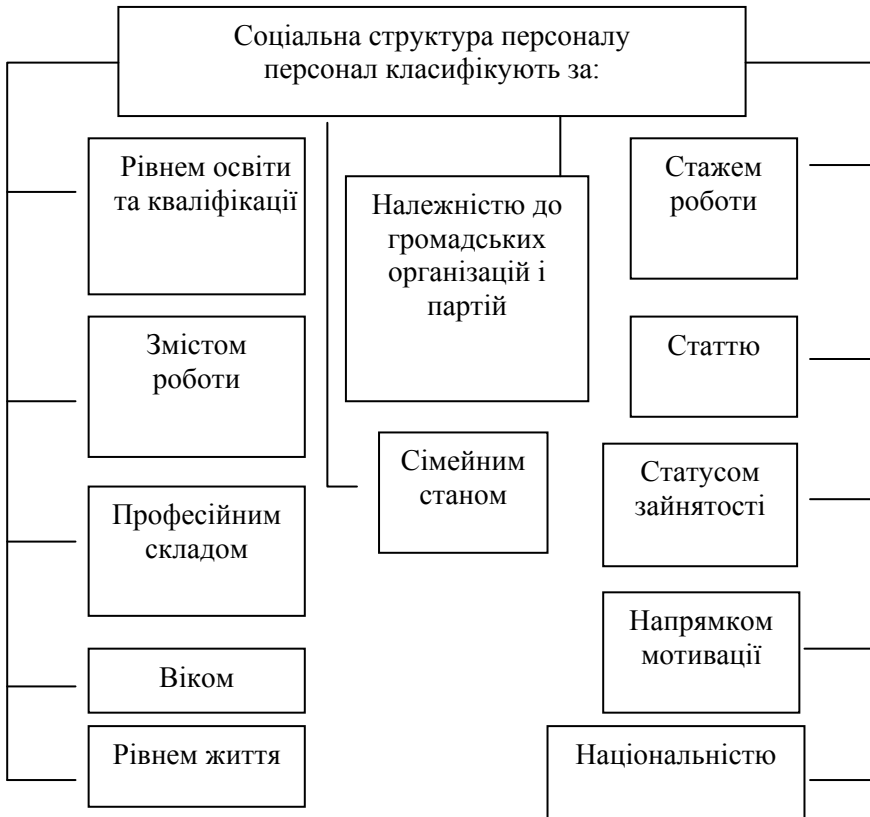 Соціальна структура персоналу
персонал класифікують за:
Рівнем освіти
та кваліфікації
Змістом
роботи
Професійним
складом
Віком
Рівнем життя
Належністю до
громадських
організацій і
партій
Сімейним
станом
Стажем
роботи
Статтю
Статусом
зайнятості
Напрямком
мотивації
Національністю